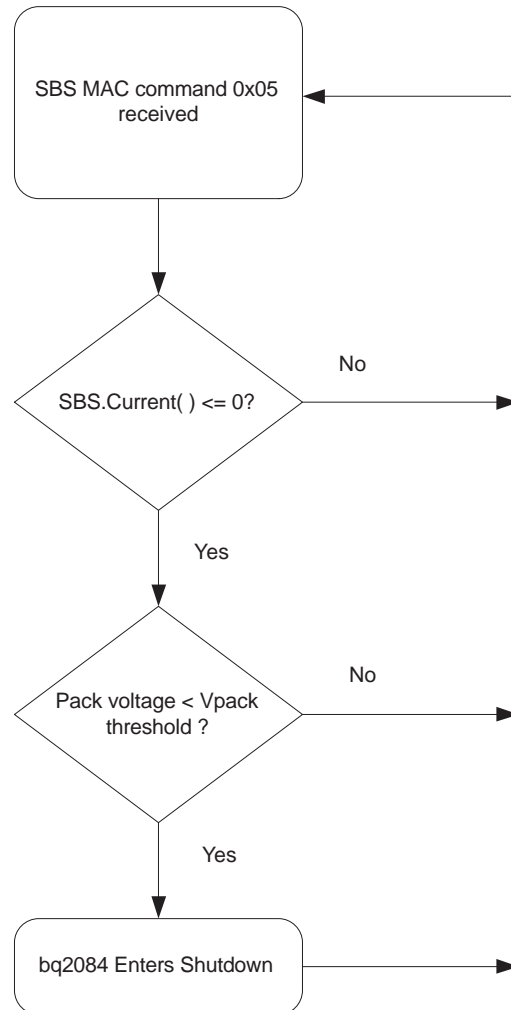 SBS MAC command 0x05
received
SBS.Current( ) <= 0?
No
Yes
Pack voltage < Vpack
threshold ?
No
Yes
bq2084 Enters Shutdown